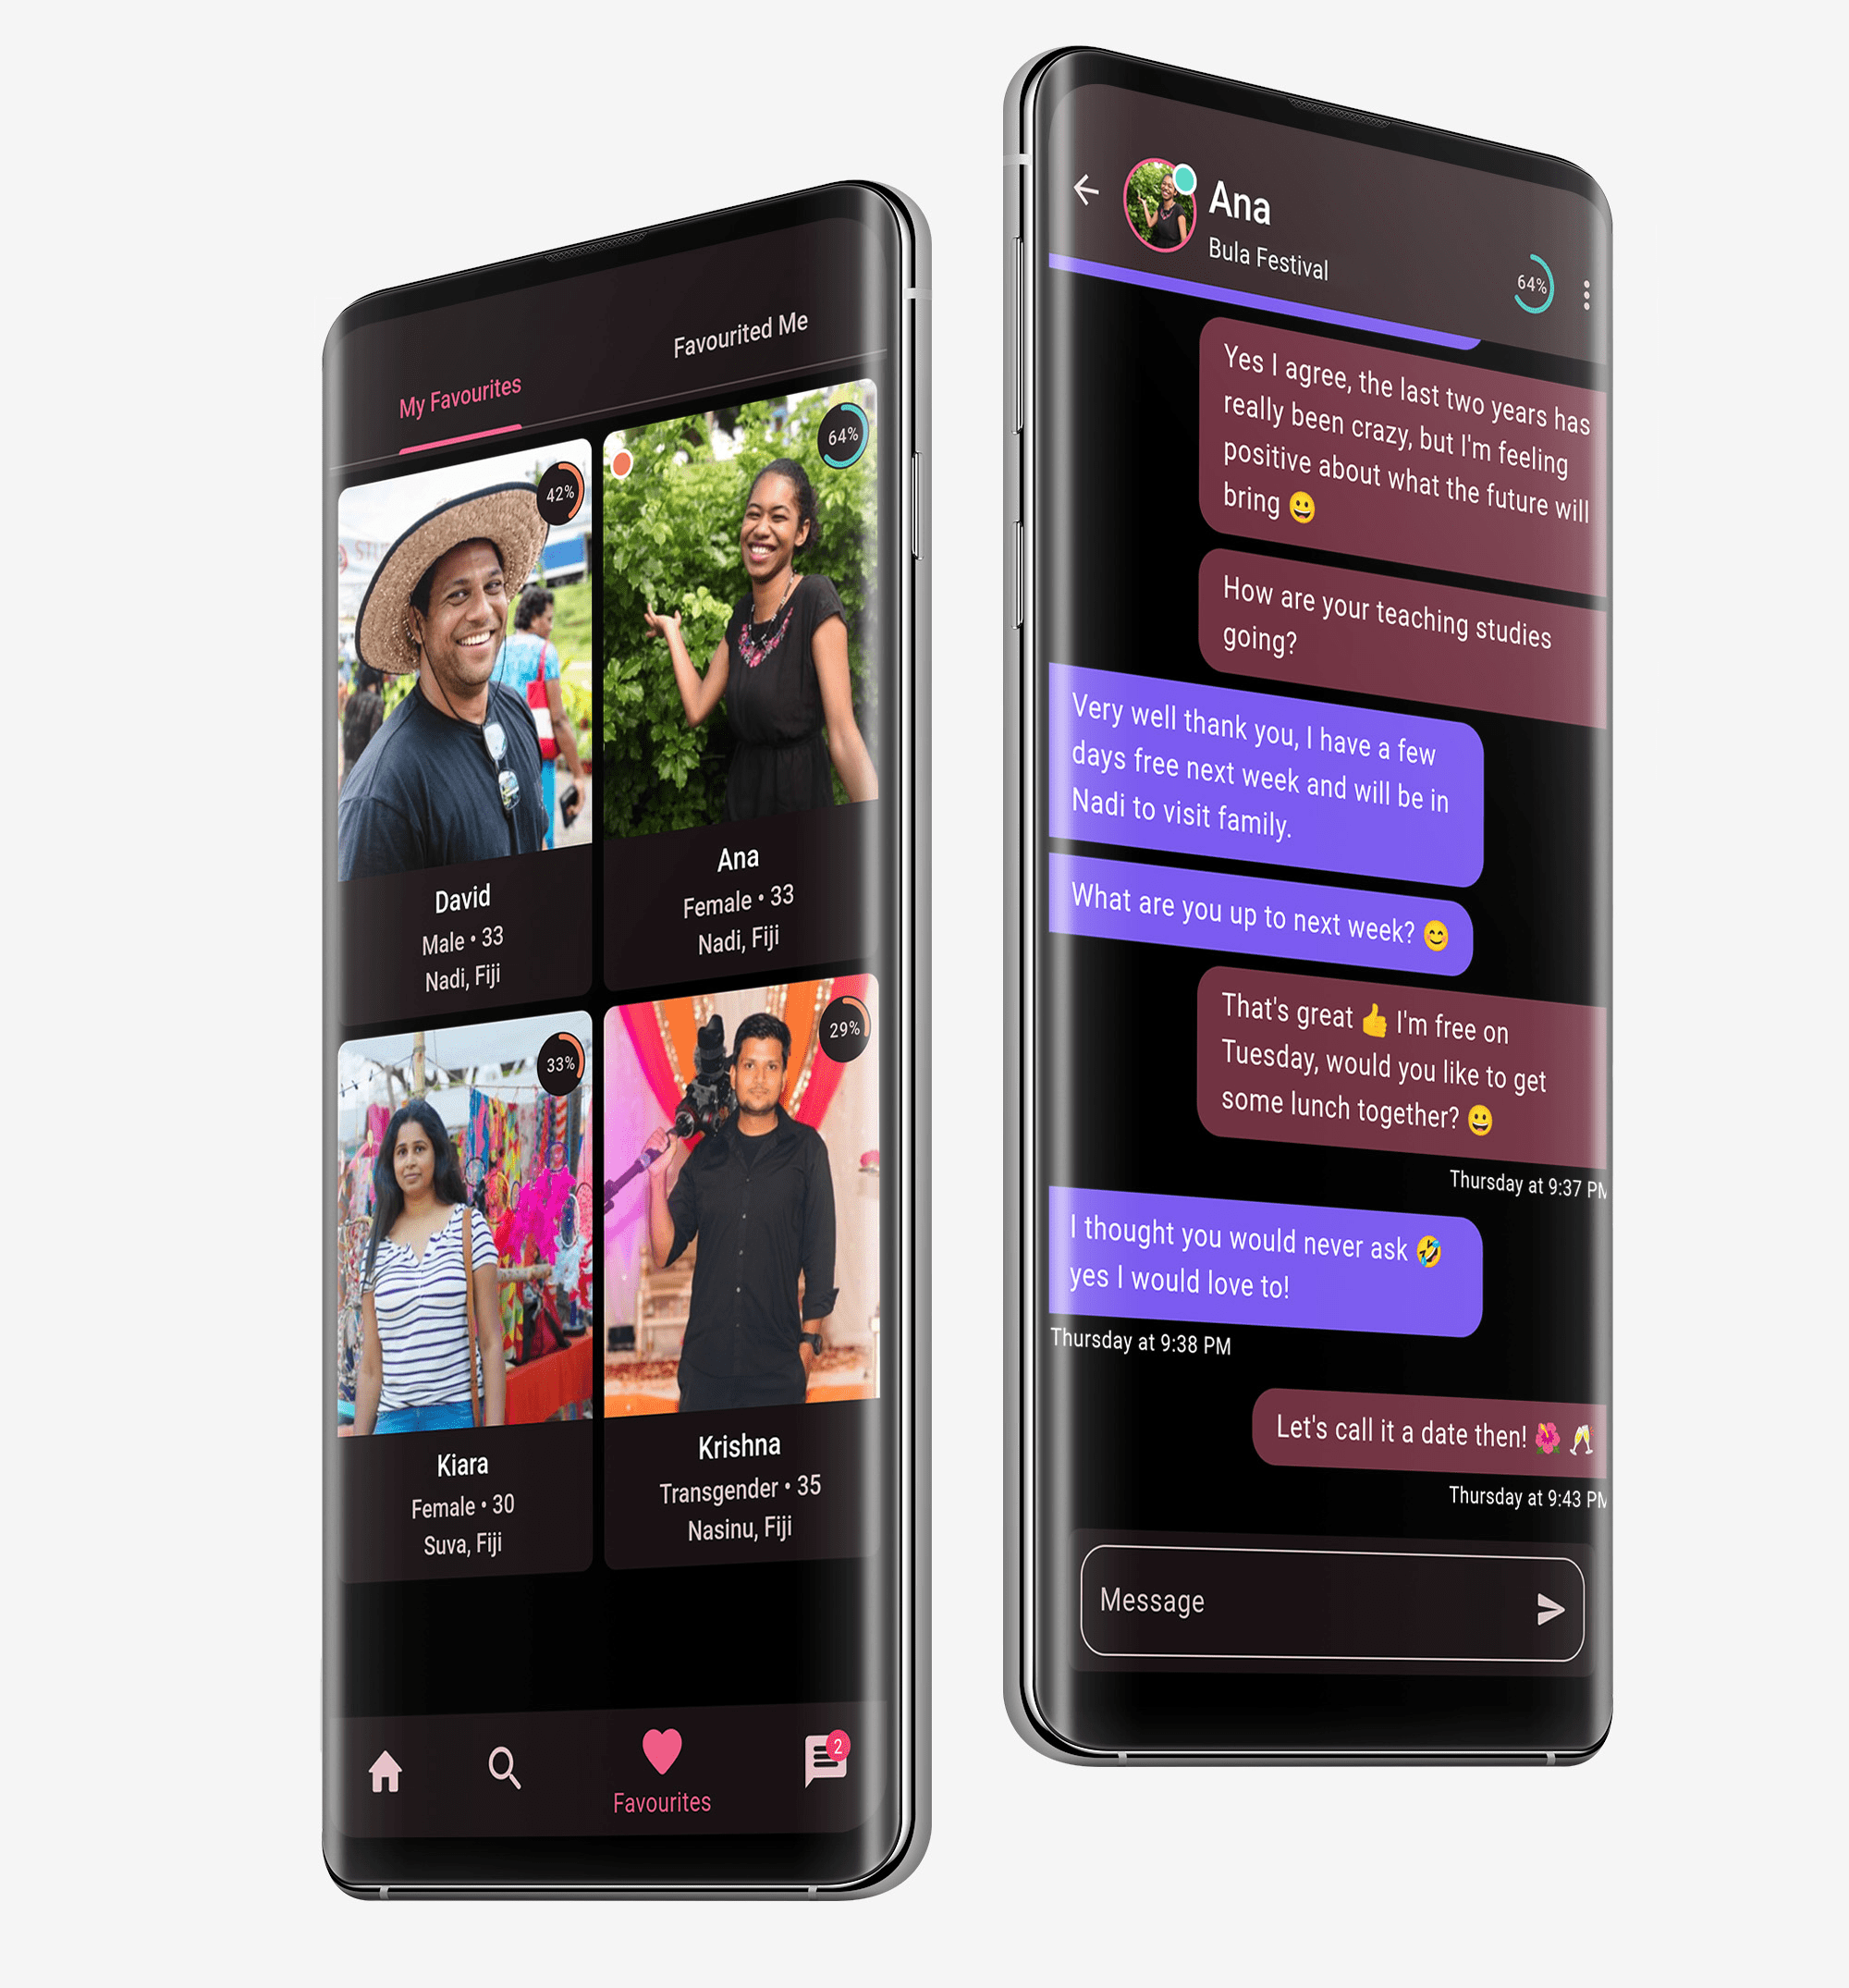 My Favourites
Favourited Me
42%
64%
David
Male • 33
Nadi, Fiji
Ana
Female • 33
Nadi, Fiji
33%
29%
Kiara
Female • 30
Suva, Fiji
Krishna
Transgender • 35
Nasinu, Fiji
Favourites
2
Ana
Bula Festival
64%
Yes I agree, the last two years has
really been crazy, but I'm feeling
positive about what the future will
bring 😀
How are your teaching studies
going?
Very well thank you, I have a few
days free next week and will be in
Nadi to visit family.
What are you up to next week? 😊
That's great 👍 I'm free on
Tuesday, would you like to get
some lunch together? 😀
Thursday at 9:37 PM
I thought you would never ask 🤣
yes I would love to!
Thursday at 9:38 PM
Let's call it a date then! 🌺 🥂
Thursday at 9:43 PM
Message